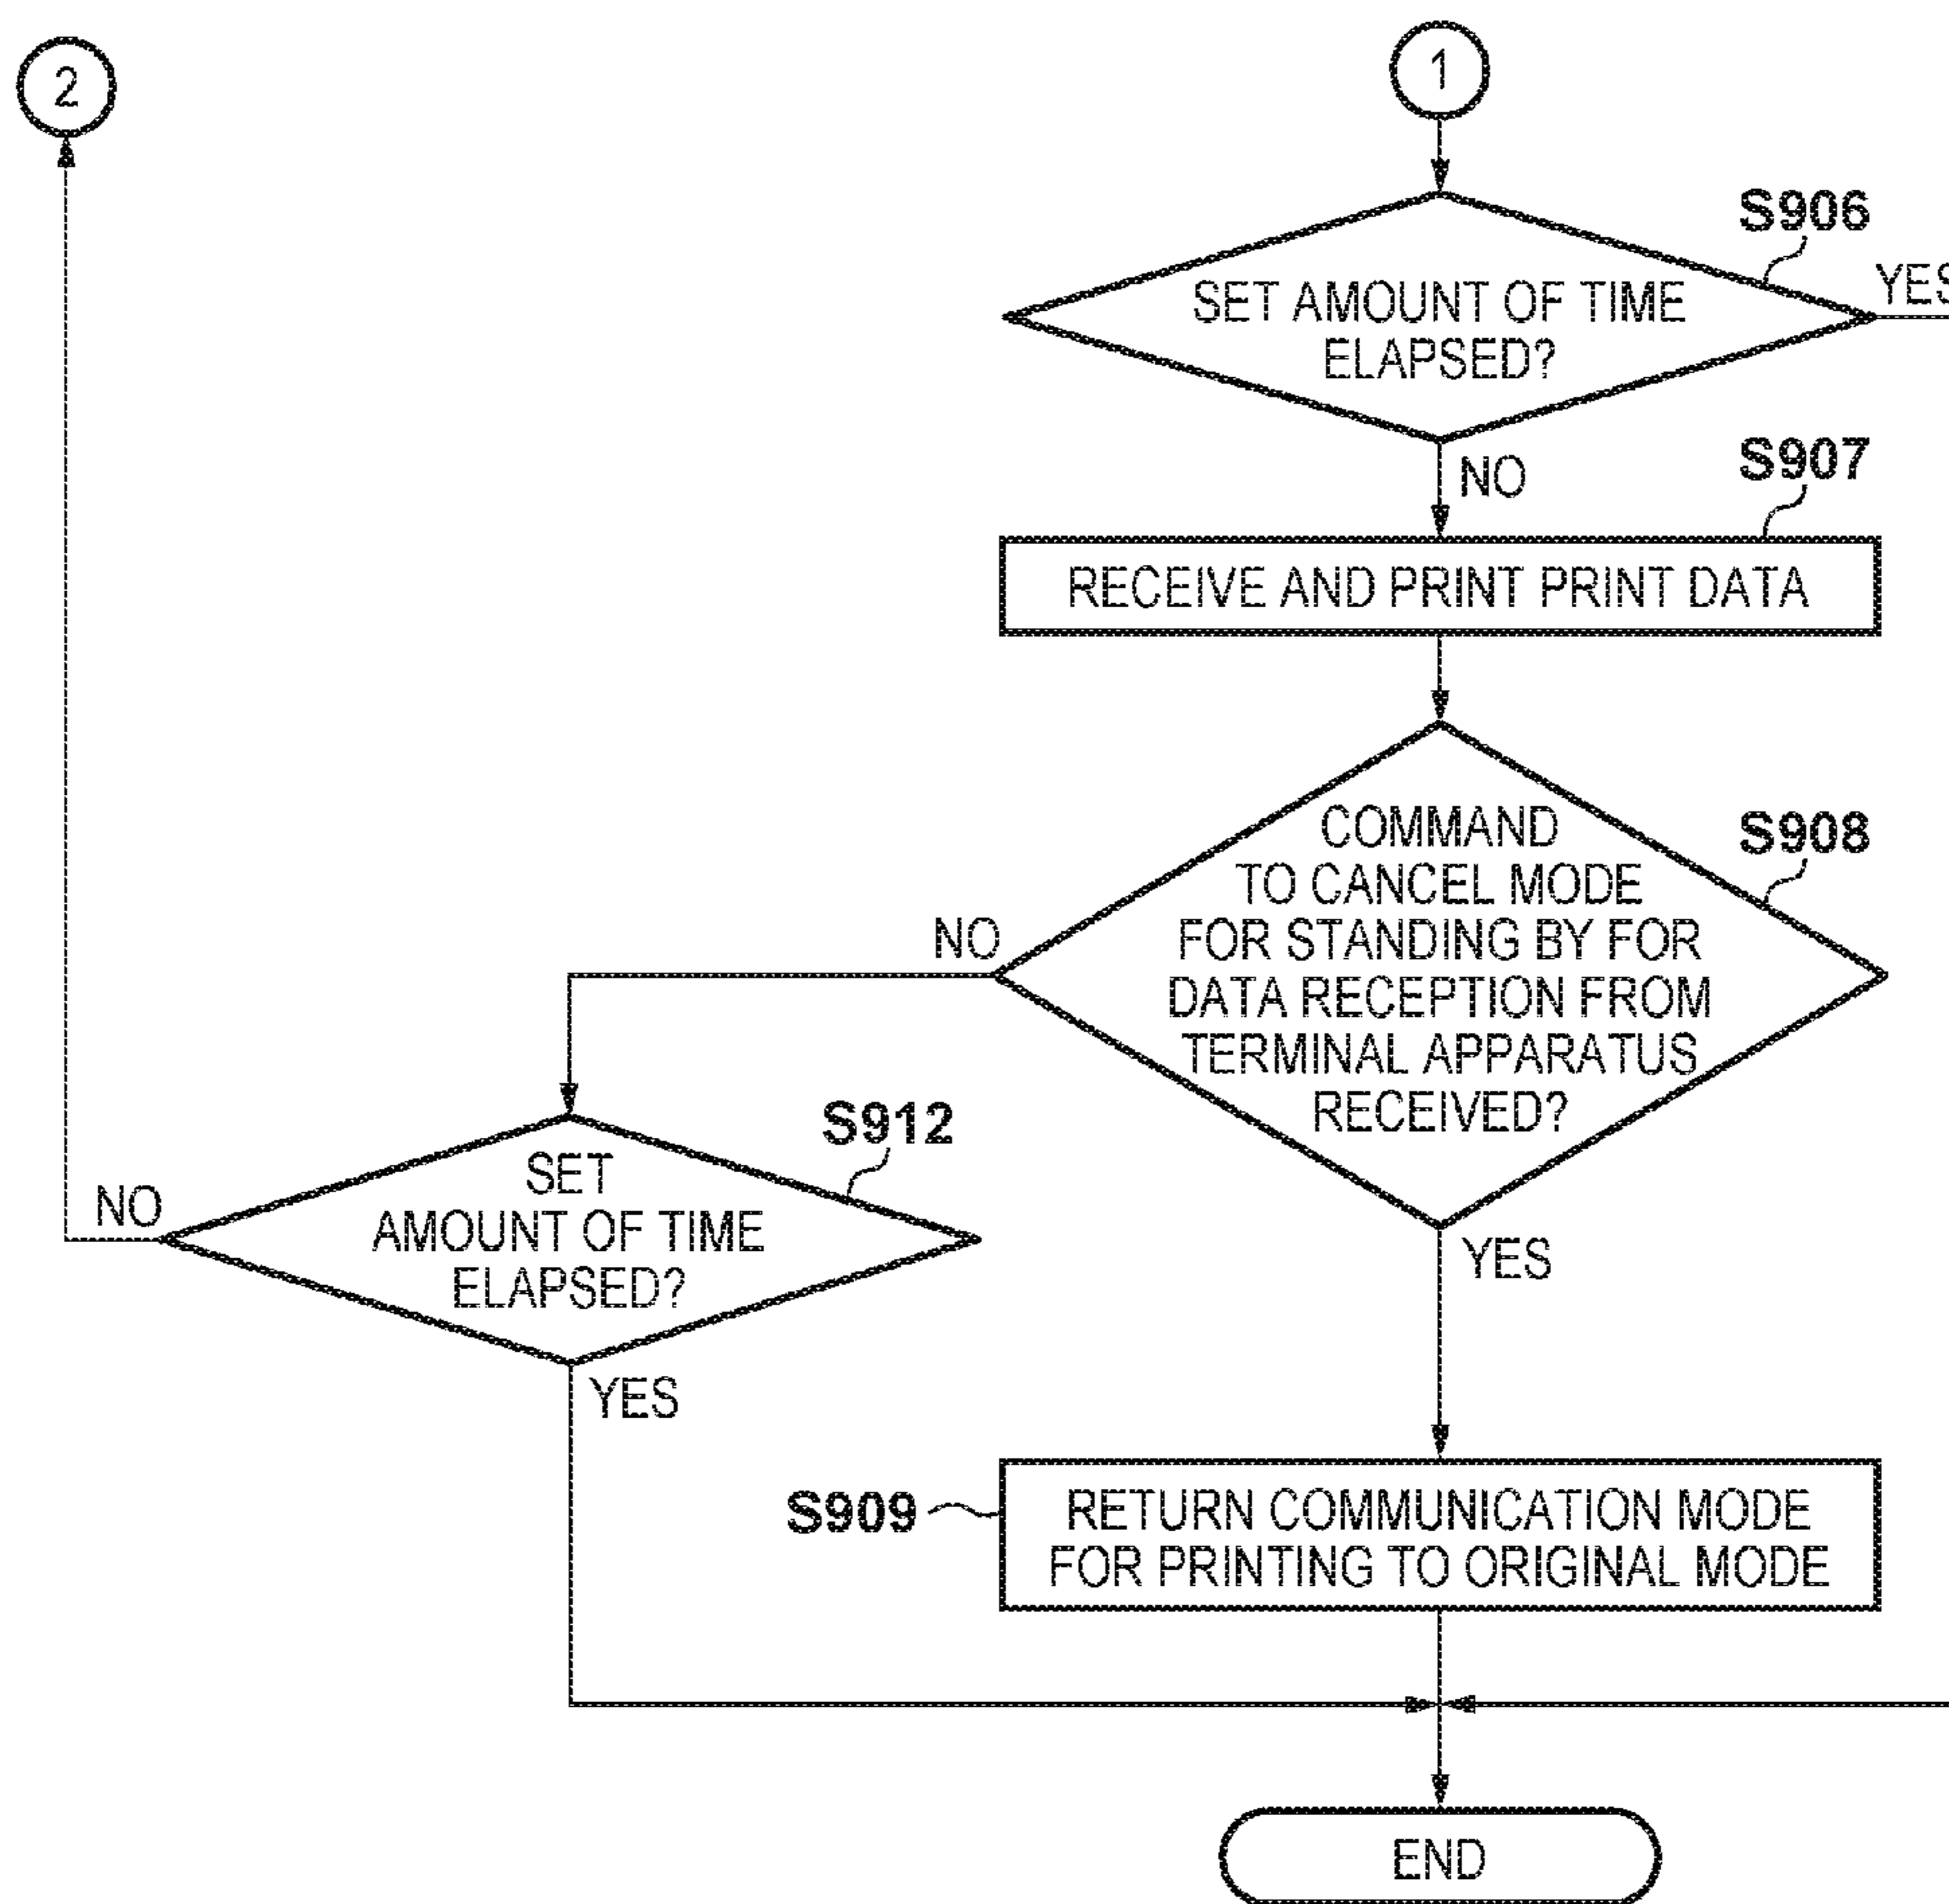 2
1
S906
YES
SET AMOUNT OF TIME
ELAPSED?
NO
S907
RECEIVE AND PRINT PRINT DATA
S908
COMMAND
TO CANCEL MODE
FOR STANDING BY FOR
DATA RECEPTION FROM
TERMINAL APPARATUS
RECEIVED?
NO
S912
SET
AMOUNT OF TIME
ELAPSED?
NO
YES
YES
S909
RETURN COMMUNICATION MODE
FOR PRINTING TO ORIGINAL MODE
END